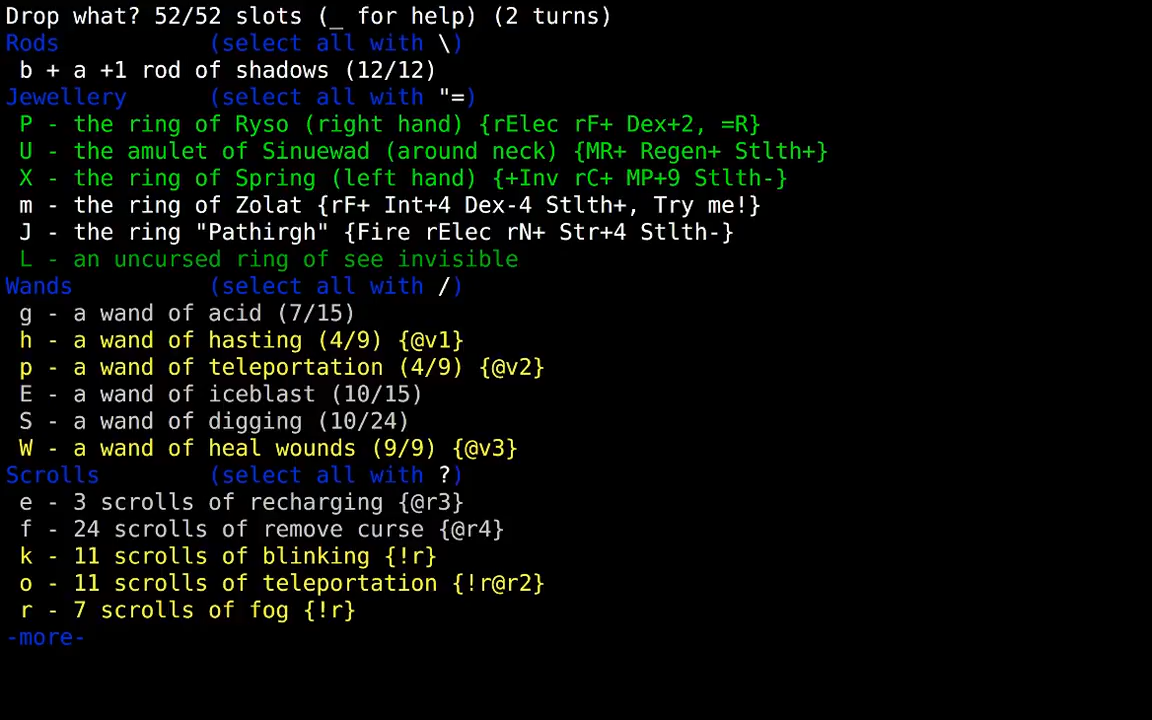 Drop what? 52/52 slots (_ for help) (2 turns)
Rods           (select all with \)
 b + a +1 rod of shadows (12/12)
Jewellery      (select all with "=)
 P - the ring of Ryso (right hand) {rElec rF+ Dex+2, =R}
 U - the amulet of Sinuewad (around neck) {MR+ Regen+ Stlth+}
 X - the ring of Spring (left hand) {+Inv rC+ MP+9 Stlth-}
 m - the ring of Zolat {rF+ Int+4 Dex-4 Stlth+, Try me!}
 J - the ring "Pathirgh" {Fire rElec rN+ Str+4 Stlth-}
 L - an uncursed ring of see invisible
Wands          (select all with /)
 g - a wand of acid (7/15)
 h - a wand of hasting (4/9) {@v1}
 p - a wand of teleportation (4/9) {@v2}
 E - a wand of iceblast (10/15)
 S - a wand of digging (10/24)
 W - a wand of heal wounds (9/9) {@v3}
Scrolls        (select all with ?)
 e - 3 scrolls of recharging {@r3}
 f - 24 scrolls of remove curse {@r4}
 k - 11 scrolls of blinking {!r}
 o - 11 scrolls of teleportation {!r@r2}
 r - 7 scrolls of fog {!r}
-more-